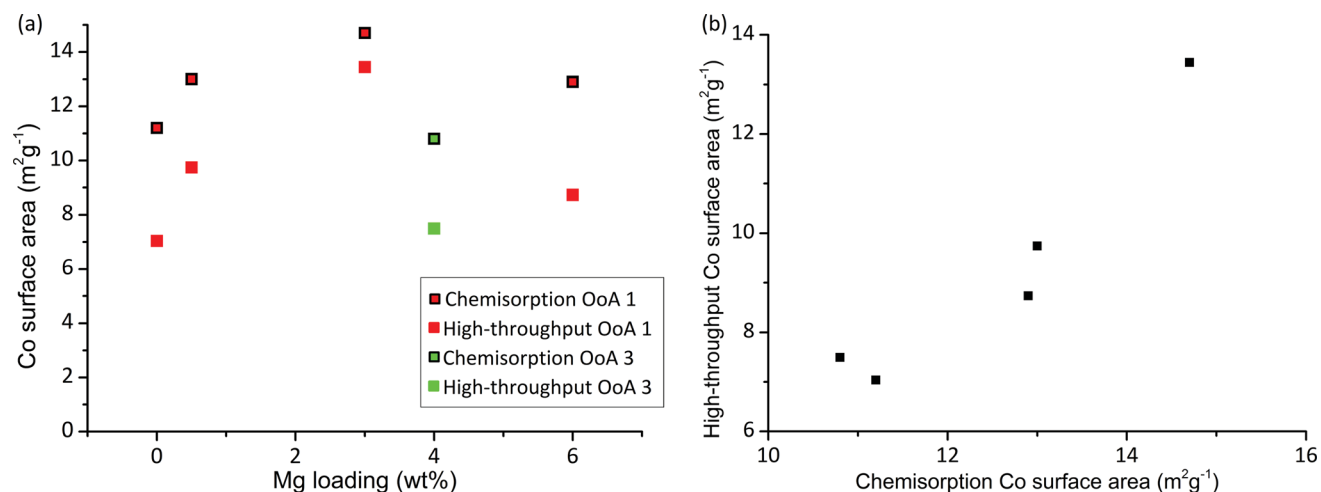 (a)
Co surface area (m²g⁻¹)
14
12
10
8
6
4
2
0
0
2
4
6
Mg loading (wt%)
Chemisorption OoA 1
High-throughput OoA 1
Chemisorption OoA 3
High-throughput OoA 3
(b)
High-throughput Co surface area (m²g⁻¹)
14
12
10
8
6
10
12
14
16
Chemisorption Co surface area (m²g⁻¹)